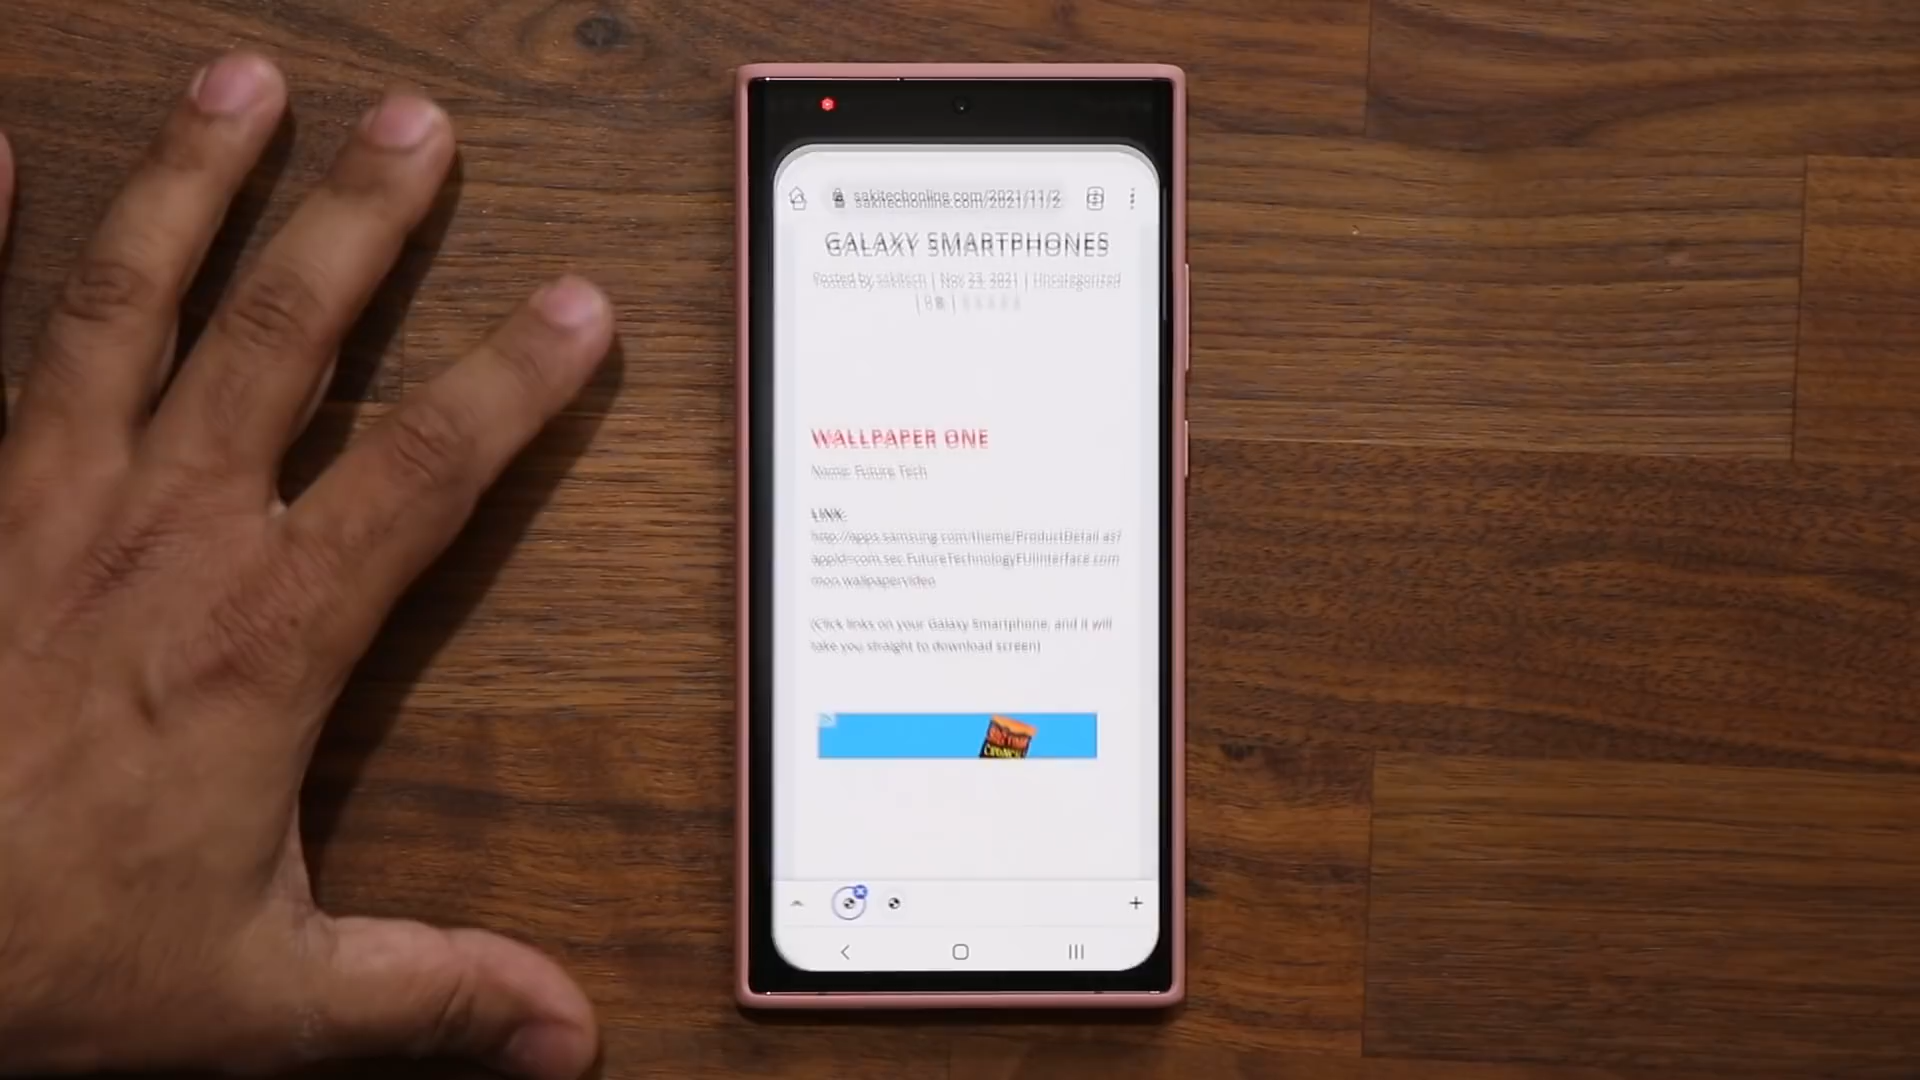 sakitechonline.com/2021/11/2
GALAXY SMARTPHONES
Posted by sakitech | Nov 23, 2021 | Uncategorized
WALLPAPER ONE
Name: Future Tech
LINK:
http://apps.samsung.com/theme/ProductDetail.as?
appId=com.sec.FutureTechnologyFUIInterface.com
mon.wallpapervideo
(Click links on your Galaxy Smartphone, and it will
take you straight to download screen)